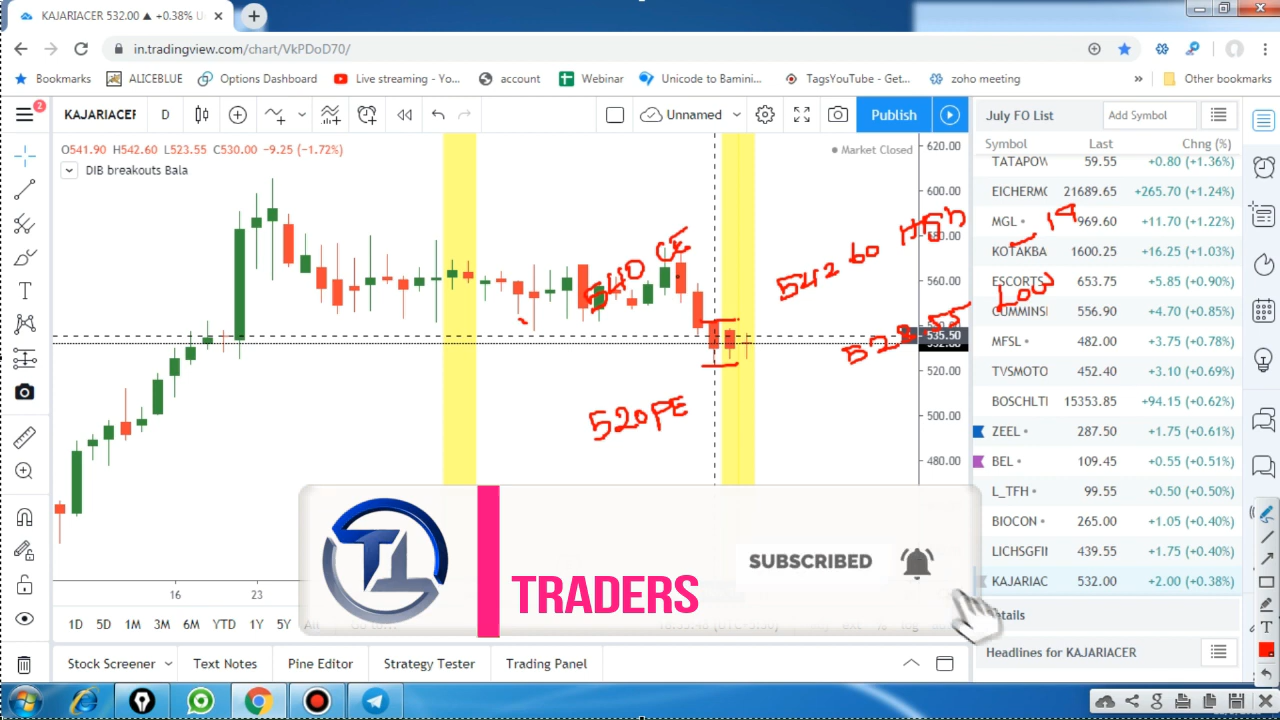 KAJARIACER 532.00 ▲ +0.38% U
in.tradingview.com/chart/VkPDoD70/
Bookmarks
ALICEBLUE
Options Dashboard
Live streaming - Yo...
account
Webinar
Unicode to Bamini...
TagsYouTube - Get...
zoho meeting
»
Other bookmarks
2
KAJARIACER
D
Unnamed
Publish
July FO List
Add Symbol
O541.90 H542.60 L523.55 C530.00 -9.25 (-1.72%)
Market Closed
DIB breakouts Bala
Symbol Last Chng (%)
TATAPOW 59.55 +0.80 (+1.36%)
EICHERMO 21689.65 +265.70 (+1.24%)
MGL 969.60 +11.70 (+1.22%)
KOTAKBA 1600.25 +16.25 (+1.03%)
ESCORTS 653.75 +5.85 (+0.90%)
CUMMINSI 556.90 +4.70 (+0.85%)
MFSL 482.00 +3.75 (+0.78%)
TVSMOTO 452.40 +3.10 (+0.69%)
BOSCHLTI 15353.85 +94.15 (+0.62%)
ZEEL 287.50 +1.75 (+0.61%)
BEL 109.45 +0.55 (+0.51%)
L_TFH 99.55 +0.50 (+0.50%)
BIOCON 265.00 +1.05 (+0.40%)
LICHSGFII 439.55 +1.75 (+0.40%)
KAJARIAC 532.00 +2.00 (+0.38%)
620.00
600.00
580.00
560.00
535.50
520.00
500.00
480.00
540 CE
542 60 High
523 55 Low
19
520PE
SUBSCRIBED
TRADERS
16
23
1D 5D 1M 3M 6M YTD 1Y 5Y All
Headlines for KAJARIACER
Stock Screener
Text Notes
Pine Editor
Strategy Tester
Trading Panel